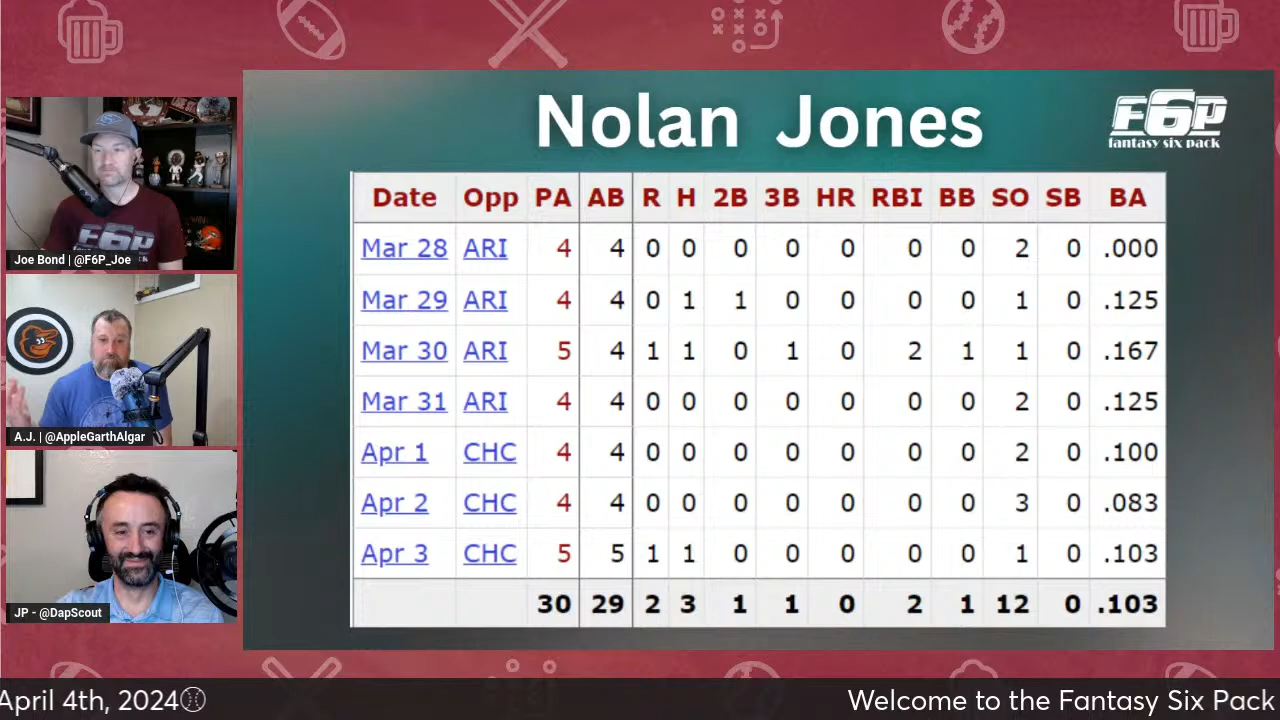 Nolan Jones
F6P
fantasy six pack
Date Opp PA AB R H 2B 3B HR RBI BB SO SB BA
Mar 28 ARI 4 4 0 0 0 0 0 0 0 2 0 .000
Mar 29 ARI 4 4 0 1 1 0 0 0 0 1 0 .125
Mar 30 ARI 5 4 1 1 0 1 0 2 1 1 0 .167
Mar 31 ARI 4 4 0 0 0 0 0 0 0 2 0 .125
Apr 1 CHC 4 4 0 0 0 0 0 0 0 2 0 .100
Apr 2 CHC 4 4 0 0 0 0 0 0 0 3 0 .083
Apr 3 CHC 5 5 1 1 0 0 0 0 0 1 0 .103
30 29 2 3 1 1 0 2 1 12 0 .103
F6P
Joe Bond | @F6P_Joe
A.J. | @AppleGarthAlgar
JP - @DapScout
April 4th, 2024
Welcome to the Fantasy Six Pack